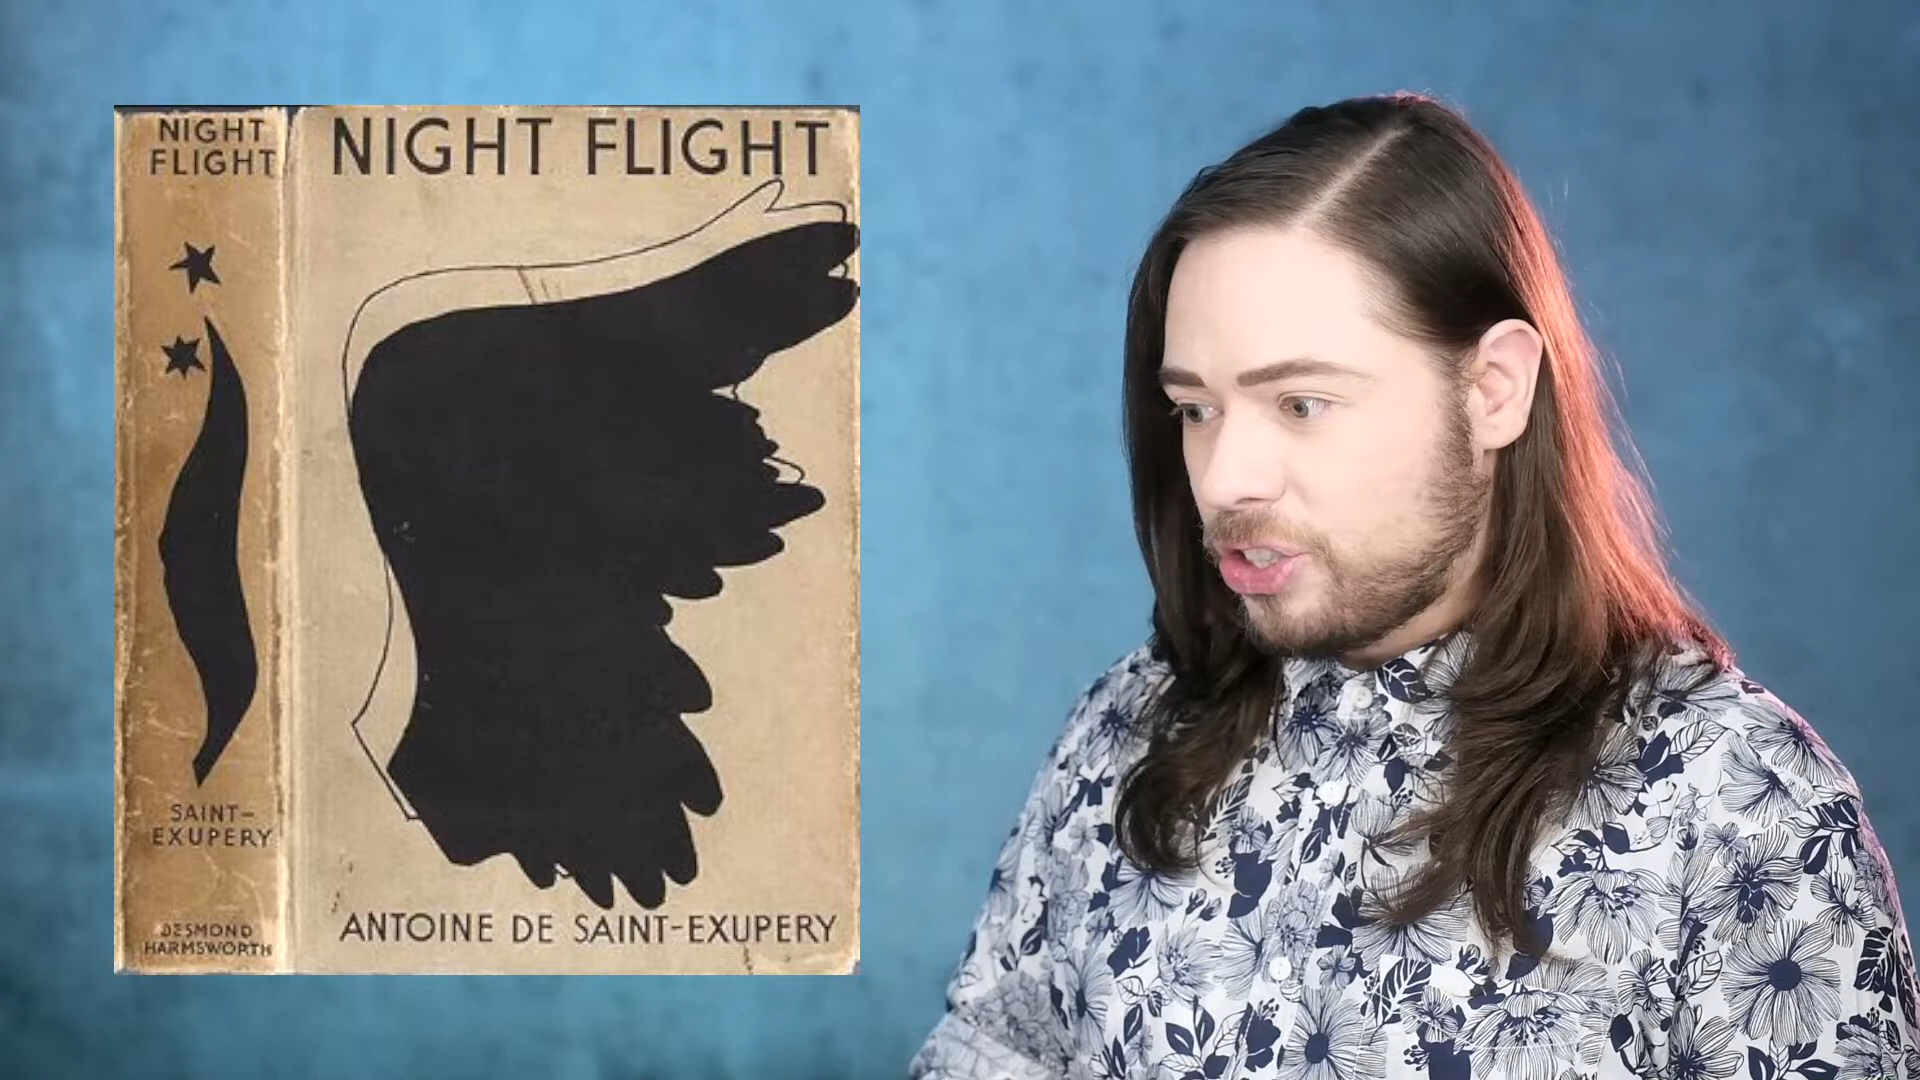 NIGHT
FLIGHT
SAINT-
EXUPERY
DESMOND
HARMSWORTH
NIGHT FLIGHT
ANTOINE DE SAINT-EXUPERY